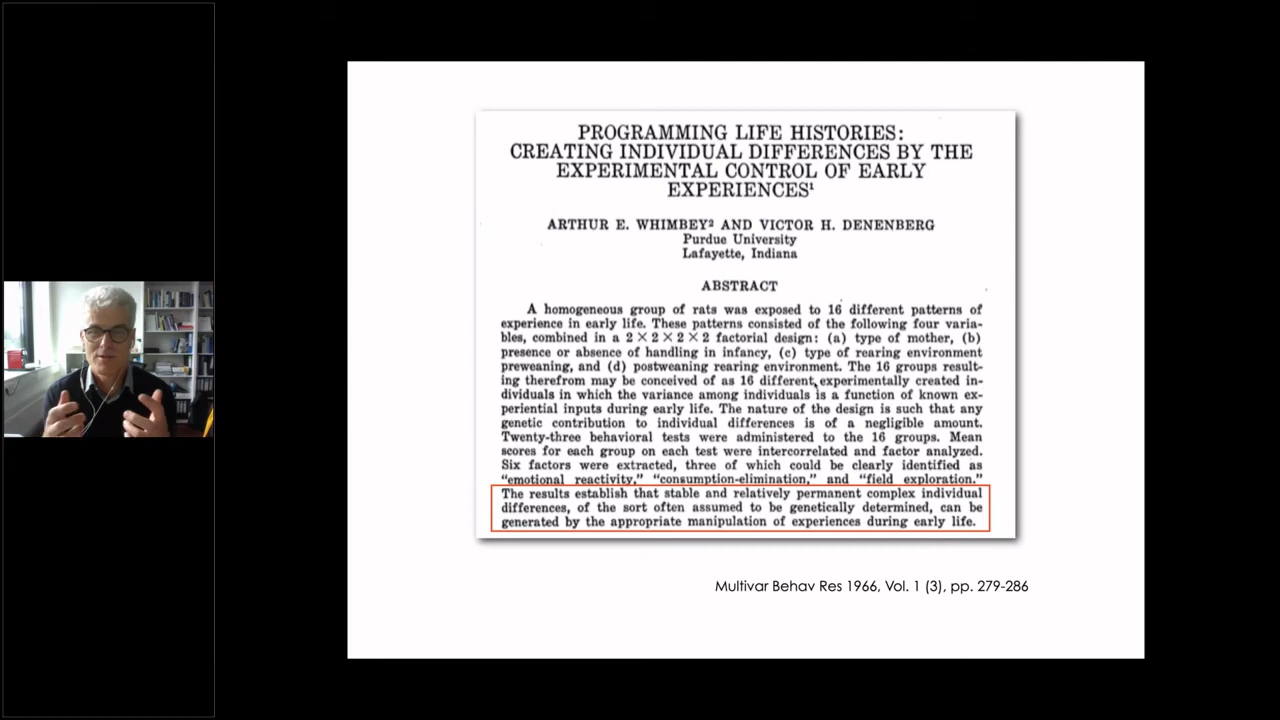 PROGRAMMING LIFE HISTORIES:
CREATING INDIVIDUAL DIFFERENCES BY THE
EXPERIMENTAL CONTROL OF EARLY
EXPERIENCES¹
ARTHUR E. WHIMBEY² AND VICTOR H. DENENBERG
Purdue University
Lafayette, Indiana
ABSTRACT
A homogeneous group of rats was exposed to 16 different patterns of
experience in early life. These patterns consisted of the following four varia-
bles, combined in a 2 × 2 × 2 × 2 factorial design: (a) type of mother, (b)
presence or absence of handling in infancy, (c) type of rearing environment
preweaning, and (d) postweaning rearing environment. The 16 groups result-
ing therefrom may be conceived of as 16 different, experimentally created in-
dividuals in which the variance among individuals is a function of known ex-
periential inputs during early life. The nature of the design is such that any
genetic contribution to individual differences is of a negligible amount.
Twenty-three behavioral tests were administered to the 16 groups. Mean
scores for each group on each test were intercorrelated and factor analyzed.
Six factors were extracted, three of which could be clearly identified as
“emotional reactivity,” “consumption-elimination,” and “field exploration.”
The results establish that stable and relatively permanent complex individual
differences, of the sort often assumed to be genetically determined, can be
generated by the appropriate manipulation of experiences during early life.
Multivar Behav Res 1966, Vol. 1 (3), pp. 279-286